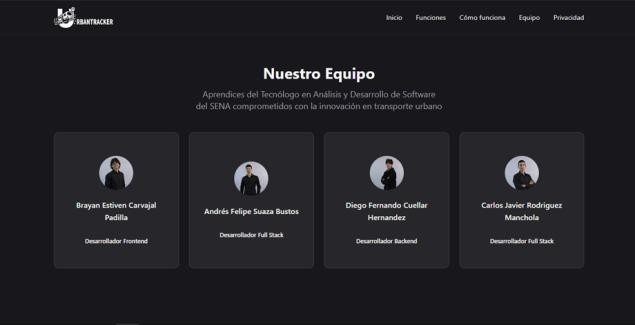 URBANTRACKER
Inicio Funciones Cómo funciona Equipo Privacidad
Nuestro Equipo
Aprendices del Tecnólogo en Análisis y Desarrollo de Software
del SENA comprometidos con la innovación en transporte urbano
Brayan Estiven Carvajal
Padilla
Desarrollador Frontend
Andrés Felipe Suaza Bustos
Desarrollador Full Stack
Diego Fernando Cuellar
Hernandez
Desarrollador Backend
Carlos Javier Rodriguez
Manchola
Desarrollador Full Stack